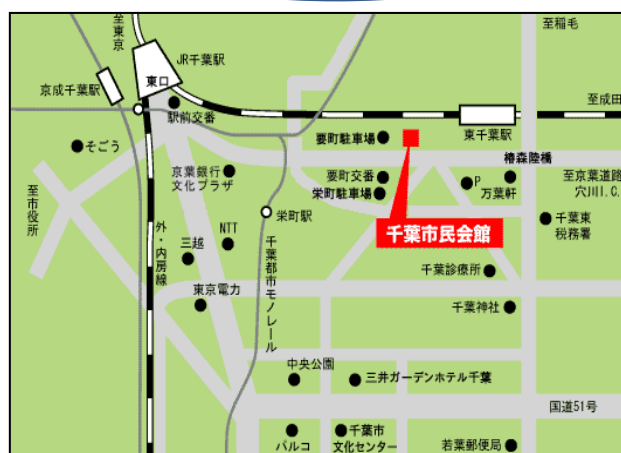 至東京
至稲毛
JR千葉駅
京成千葉駅
東口
至成田
駅前交番
要町駐車場
東千葉駅
そごう
椿森陸橋
京葉銀行
文化プラザ
要町交番
栄町駐車場
P
万葉軒
至京葉道路
穴川I.C.
至市役所
栄町駅
千葉市民会館
千葉東
税務署
外・内房線
NTT
三越
千葉都市モノレール
千葉診療所
東京電力
千葉神社
中央公園
三井ガーデンホテル千葉
国道51号
パルコ
千葉市
文化センター
若葉郵便局